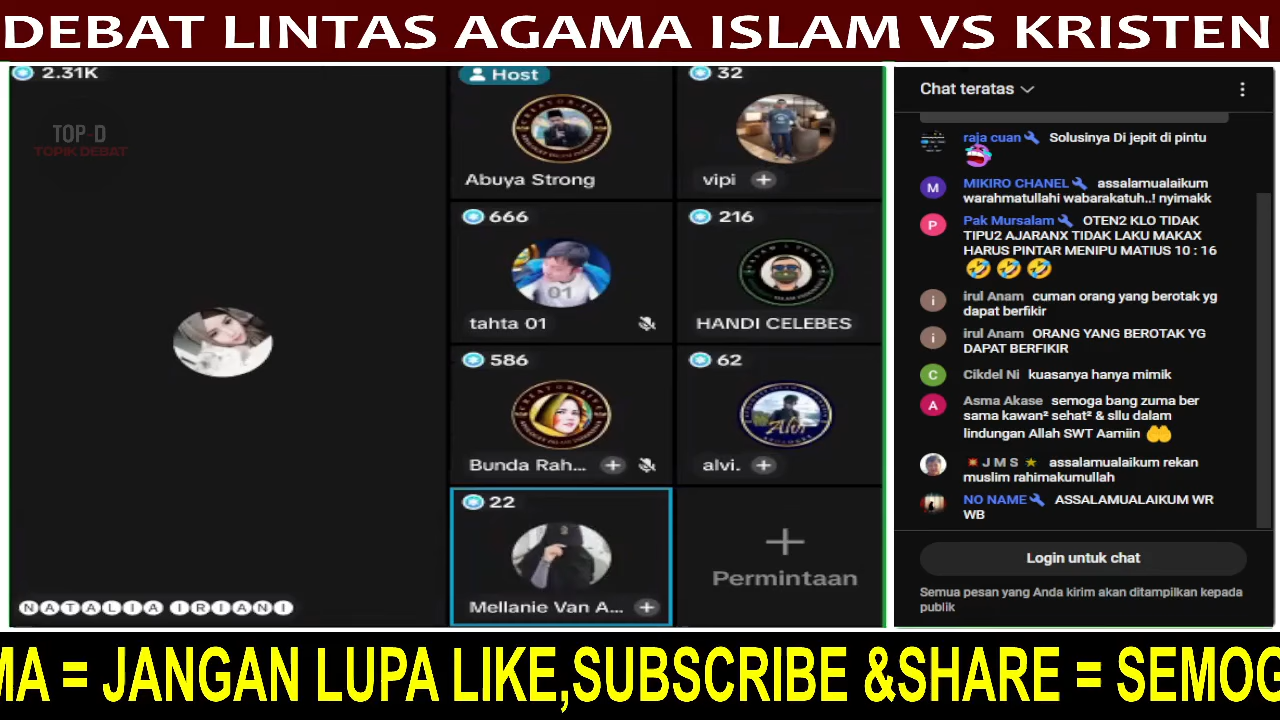 DEBAT LINTAS AGAMA ISLAM VS KRISTEN
2.31K
TOP-D
TOPIK DEBAT
NATALIA IRIANI
Host
Abuya Strong
32
vipi
666
01
tahta 01
216
HANDI CELEBES
586
Bunda Rah...
62
Alvi
alvi.
22
Mellanie Van A...
Permintaan
Chat teratas
raja cuan Solusinya Di jepit di pintu
M
MIKIRO CHANEL assalamualaikum
warahmatullahi wabarakatuh..! nyimakk
P
Pak Mursalam OTEN2 KLO TIDAK
TIPU2 AJARANX TIDAK LAKU MAKAX
HARUS PINTAR MENIPU MATIUS 10 : 16
🤣🤣🤣
i
irul Anam cuman orang yang berotak yg
dapat berfikir
i
irul Anam ORANG YANG BEROTAK YG
DAPAT BERFIKIR
C
Cikdel Ni kuasanya hanya mimik
A
Asma Akase semoga bang zuma ber
sama kawan² sehat² & sllu dalam
lindungan Allah SWT Aamiin 🤲
💥 J M S ⭐ assalamualaikum rekan
muslim rahimakumullah
NO NAME ASSALAMUALAIKUM WR
WB
Login untuk chat
Semua pesan yang Anda kirim akan ditampilkan kepada
publik
MA = JANGAN LUPA LIKE,SUBSCRIBE &SHARE = SEMOG